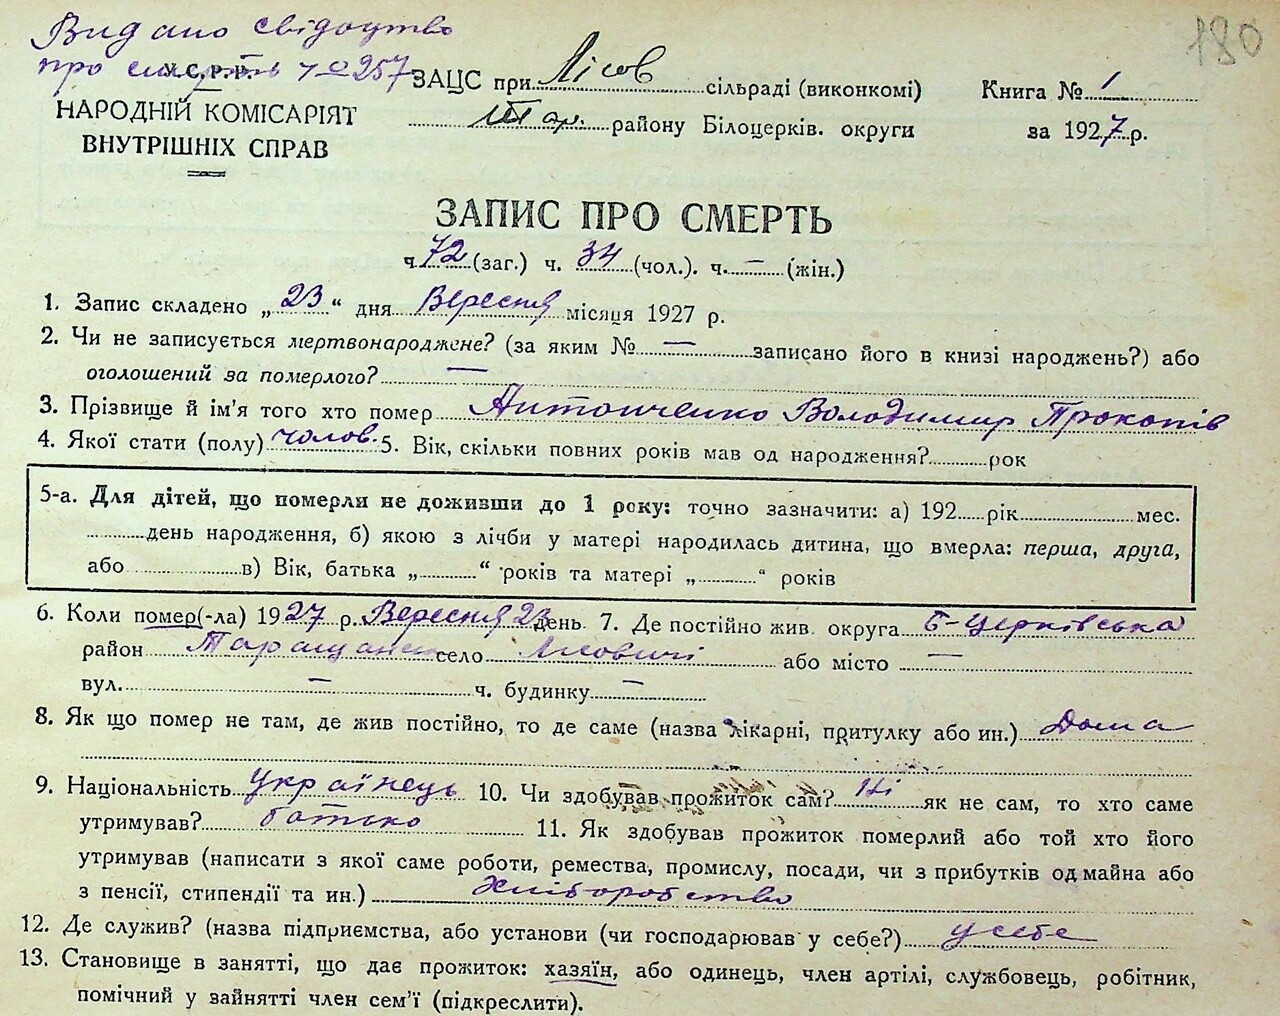 Видано свідоцтво
про смерть № 257
180
У.С.Р.Р.
НАРОДНІЙ КОМІСАРІЯТ
ВНУТРІШНІХ СПРАВ
ЗАЦС при Лісов сільраді (виконкомі)
Тар. району Білоцерків. округи
Книга № 1
за 1927 р.
ЗАПИС ПРО СМЕРТЬ
ч. 72 (заг.) ч. 34 (чол.). ч. — (жін.)
1. Запис складено „23“ дня Вересня місяця 1927 р.
2. Чи не записується мертвонароджене? (за яким № — записано його в книзі народжень?) або
оголошений за померлого? —
3. Прізвище й ім'я того хто помер Антонченко Володимир Прокопів
4. Якої стати (полу) чолов. 5. Вік, скільки повних років мав од народження? рок
5-а. Для дітей, що померли не доживши до 1 року: точно зазначити: а) 192 рік мес.
день народження, б) якою з лічби у матері народилась дитина, що вмерла: перша, друга,
або в) Вік, батька „ “ років та матері „ “ років
6. Коли помер(-ла) 1927 р. Вересня 23 день 7. Де постійно жив округа Б-Церківська
район Таращанс село Лісовичі або місто —
вул. — ч. будинку —
8. Як що помер не там, де жив постійно, то де саме (назва лікарні, притулку або ин.) Дома
9. Національність Українець 10. Чи здобував прожиток сам? Ні як не сам, то хто саме
утримував? батько 11. Як здобував прожиток померлий або той хто його
утримував (написати з якої саме роботи, ремества, промислу, посади, чи з прибутків од майна або
з пенсії, стипендії та ин.) Хліборобство
12. Де служив? (назва підприємства, або установи (чи господарював у себе?) у себе
13. Становище в занятті, що дає прожиток: хазяїн, або одинець, член артілі, службовець, робітник,
помічний у зайнятті член сем'ї (підкреслити).